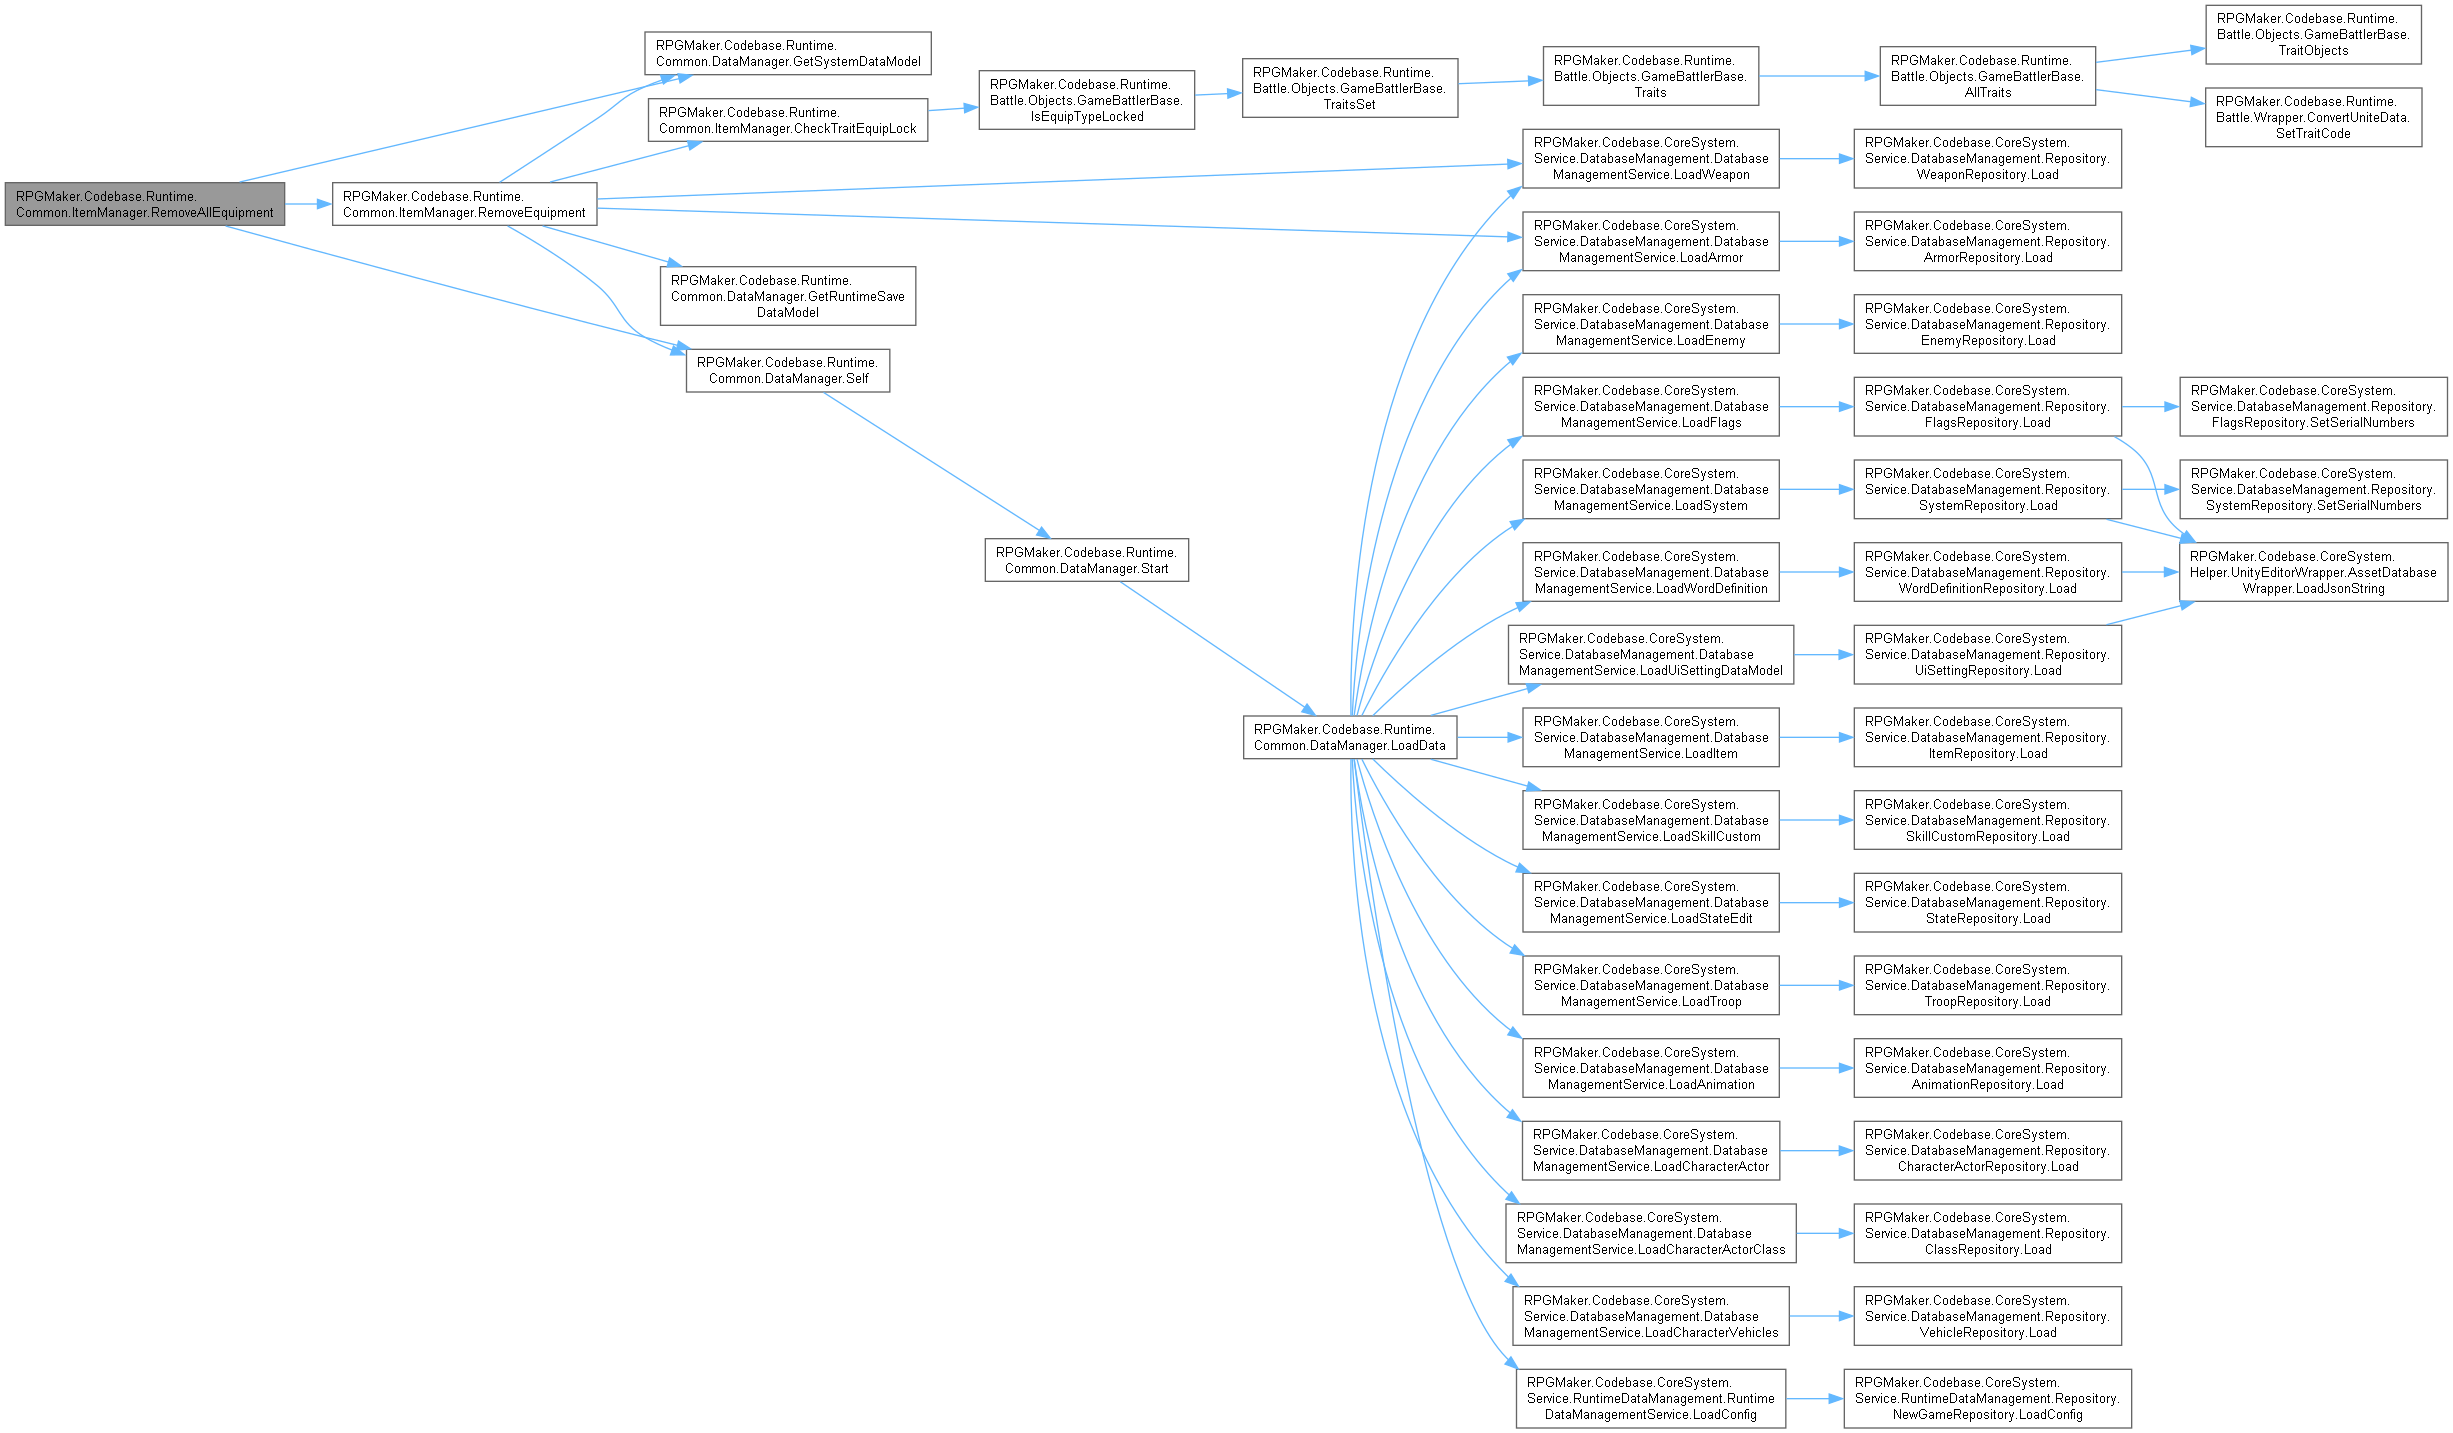 RPGMaker.Codebase.Runtime.
Common.ItemManager.RemoveAllEquipment
RPGMaker.Codebase.Runtime.
Common.ItemManager.RemoveEquipment
RPGMaker.Codebase.Runtime.
Common.DataManager.GetSystemDataModel
RPGMaker.Codebase.Runtime.
Common.ItemManager.CheckTraitEquipLock
RPGMaker.Codebase.Runtime.
Common.DataManager.GetRuntimeSave
DataModel
RPGMaker.Codebase.Runtime.
Common.DataManager.Self
RPGMaker.Codebase.Runtime.
Battle.Objects.GameBattlerBase.
IsEquipTypeLocked
RPGMaker.Codebase.Runtime.
Common.DataManager.Start
RPGMaker.Codebase.Runtime.
Battle.Objects.GameBattlerBase.
TraitsSet
RPGMaker.Codebase.Runtime.
Common.DataManager.LoadData
RPGMaker.Codebase.Runtime.
Battle.Objects.GameBattlerBase.
Traits
RPGMaker.Codebase.CoreSystem.
Service.DatabaseManagement.Database
ManagementService.LoadWeapon
RPGMaker.Codebase.CoreSystem.
Service.DatabaseManagement.Database
ManagementService.LoadArmor
RPGMaker.Codebase.CoreSystem.
Service.DatabaseManagement.Database
ManagementService.LoadEnemy
RPGMaker.Codebase.CoreSystem.
Service.DatabaseManagement.Database
ManagementService.LoadFlags
RPGMaker.Codebase.CoreSystem.
Service.DatabaseManagement.Database
ManagementService.LoadSystem
RPGMaker.Codebase.CoreSystem.
Service.DatabaseManagement.Database
ManagementService.LoadWordDefinition
RPGMaker.Codebase.CoreSystem.
Service.DatabaseManagement.Database
ManagementService.LoadUiSettingDataModel
RPGMaker.Codebase.CoreSystem.
Service.DatabaseManagement.Database
ManagementService.LoadItem
RPGMaker.Codebase.CoreSystem.
Service.DatabaseManagement.Database
ManagementService.LoadSkillCustom
RPGMaker.Codebase.CoreSystem.
Service.DatabaseManagement.Database
ManagementService.LoadStateEdit
RPGMaker.Codebase.CoreSystem.
Service.DatabaseManagement.Database
ManagementService.LoadTroop
RPGMaker.Codebase.CoreSystem.
Service.DatabaseManagement.Database
ManagementService.LoadAnimation
RPGMaker.Codebase.CoreSystem.
Service.DatabaseManagement.Database
ManagementService.LoadCharacterActor
RPGMaker.Codebase.CoreSystem.
Service.DatabaseManagement.Database
ManagementService.LoadCharacterActorClass
RPGMaker.Codebase.CoreSystem.
Service.DatabaseManagement.Database
ManagementService.LoadCharacterVehicles
RPGMaker.Codebase.CoreSystem.
Service.RuntimeDataManagement.Runtime
DataManagementService.LoadConfig
RPGMaker.Codebase.Runtime.
Battle.Objects.GameBattlerBase.
AllTraits
RPGMaker.Codebase.CoreSystem.
Service.DatabaseManagement.Repository.
WeaponRepository.Load
RPGMaker.Codebase.CoreSystem.
Service.DatabaseManagement.Repository.
ArmorRepository.Load
RPGMaker.Codebase.CoreSystem.
Service.DatabaseManagement.Repository.
EnemyRepository.Load
RPGMaker.Codebase.CoreSystem.
Service.DatabaseManagement.Repository.
FlagsRepository.Load
RPGMaker.Codebase.CoreSystem.
Service.DatabaseManagement.Repository.
SystemRepository.Load
RPGMaker.Codebase.CoreSystem.
Service.DatabaseManagement.Repository.
WordDefinitionRepository.Load
RPGMaker.Codebase.CoreSystem.
Service.DatabaseManagement.Repository.
UiSettingRepository.Load
RPGMaker.Codebase.CoreSystem.
Service.DatabaseManagement.Repository.
ItemRepository.Load
RPGMaker.Codebase.CoreSystem.
Service.DatabaseManagement.Repository.
SkillCustomRepository.Load
RPGMaker.Codebase.CoreSystem.
Service.DatabaseManagement.Repository.
StateRepository.Load
RPGMaker.Codebase.CoreSystem.
Service.DatabaseManagement.Repository.
TroopRepository.Load
RPGMaker.Codebase.CoreSystem.
Service.DatabaseManagement.Repository.
AnimationRepository.Load
RPGMaker.Codebase.CoreSystem.
Service.DatabaseManagement.Repository.
CharacterActorRepository.Load
RPGMaker.Codebase.CoreSystem.
Service.DatabaseManagement.Repository.
ClassRepository.Load
RPGMaker.Codebase.CoreSystem.
Service.DatabaseManagement.Repository.
VehicleRepository.Load
RPGMaker.Codebase.CoreSystem.
Service.RuntimeDataManagement.Repository.
NewGameRepository.LoadConfig
RPGMaker.Codebase.Runtime.
Battle.Objects.GameBattlerBase.
TraitObjects
RPGMaker.Codebase.Runtime.
Battle.Wrapper.ConvertUniteData.
SetTraitCode
RPGMaker.Codebase.CoreSystem.
Service.DatabaseManagement.Repository.
FlagsRepository.SetSerialNumbers
RPGMaker.Codebase.CoreSystem.
Service.DatabaseManagement.Repository.
SystemRepository.SetSerialNumbers
RPGMaker.Codebase.CoreSystem.
Helper.UnityEditorWrapper.AssetDatabase
Wrapper.LoadJsonString